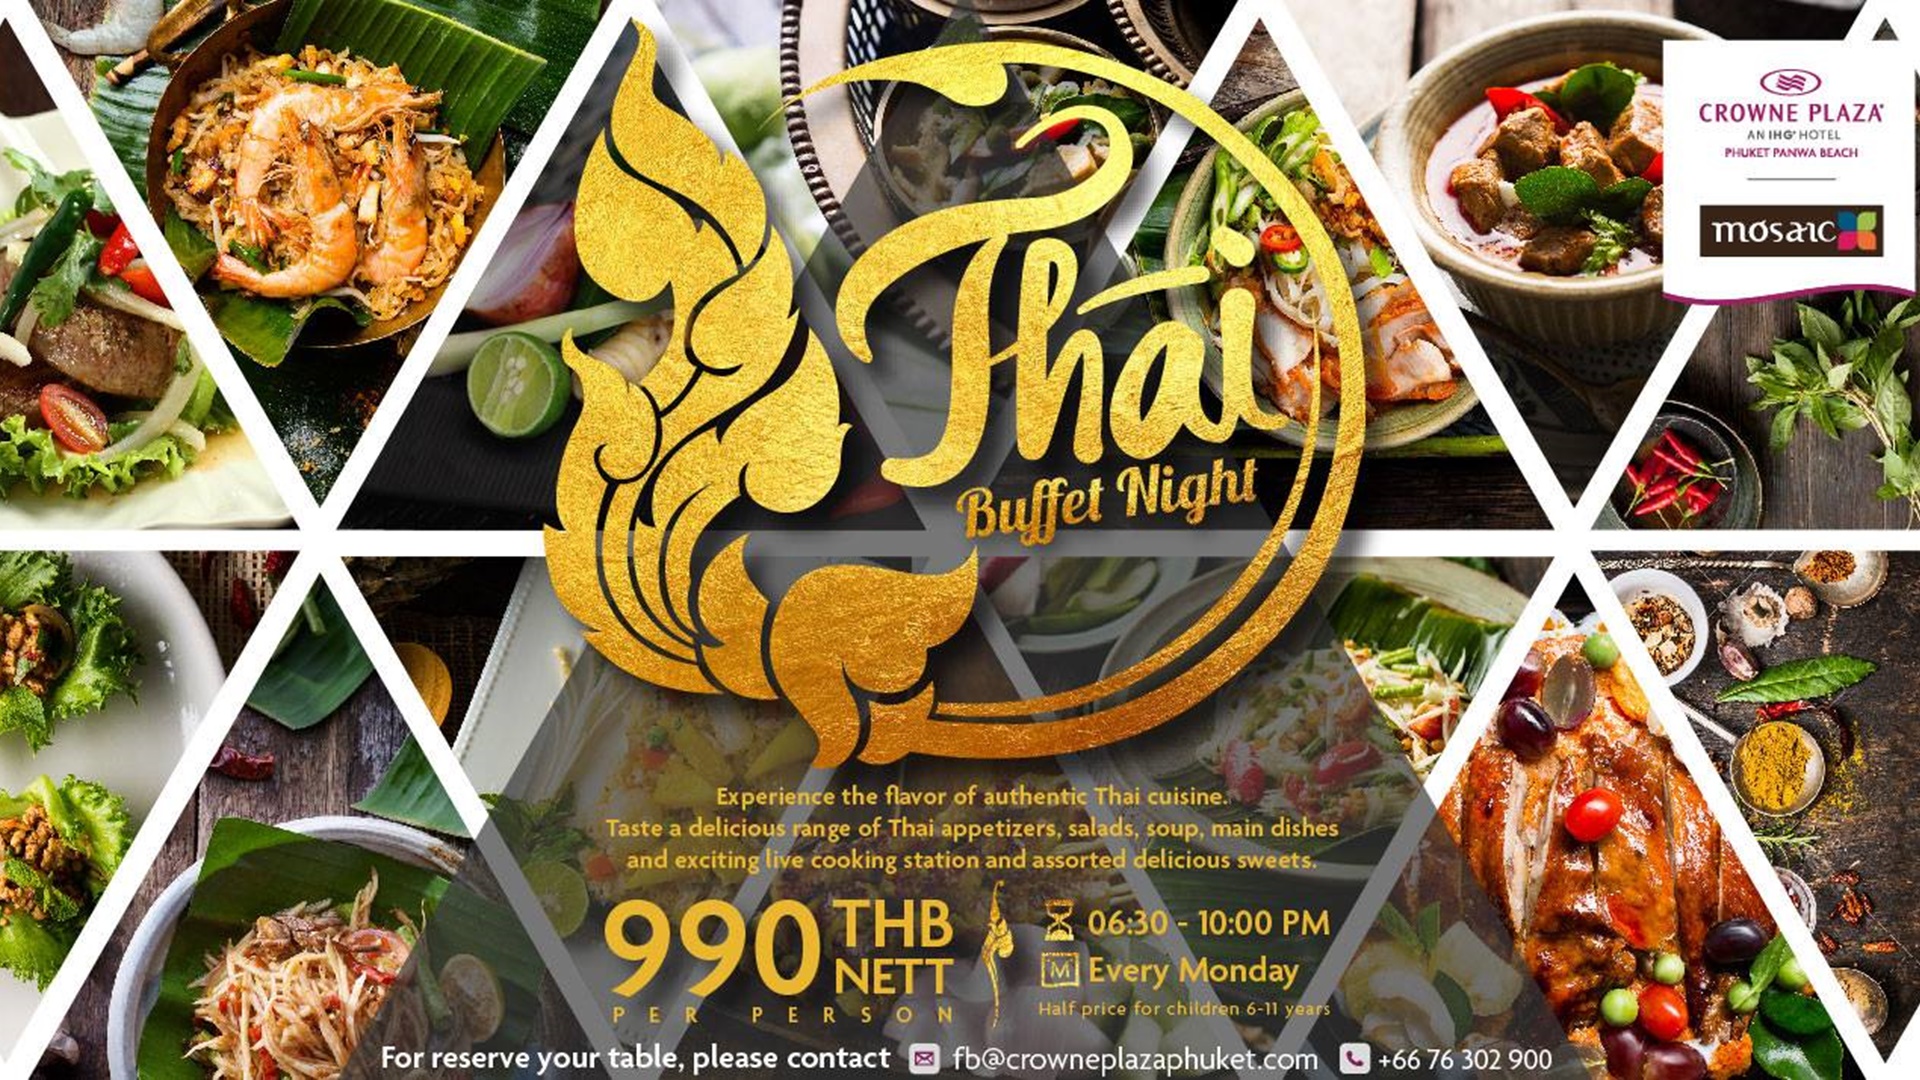 CROWNE PLAZA
AN IHG® HOTEL
PHUKET PANWA BEACH
mosaic
Thai
Buffet Night
Experience the flavor of authentic Thai cuisine.
Taste a delicious range of Thai appetizers, salads, soup, main dishes
and exciting live cooking station and assorted delicious sweets.
990 THB NETT
PER PERSON
06:30 - 10:00 PM
M Every Monday
Half price for children 6-11 years
For reserve your table, please contact fb@crowneplazaphuket.com +66 76 302 900